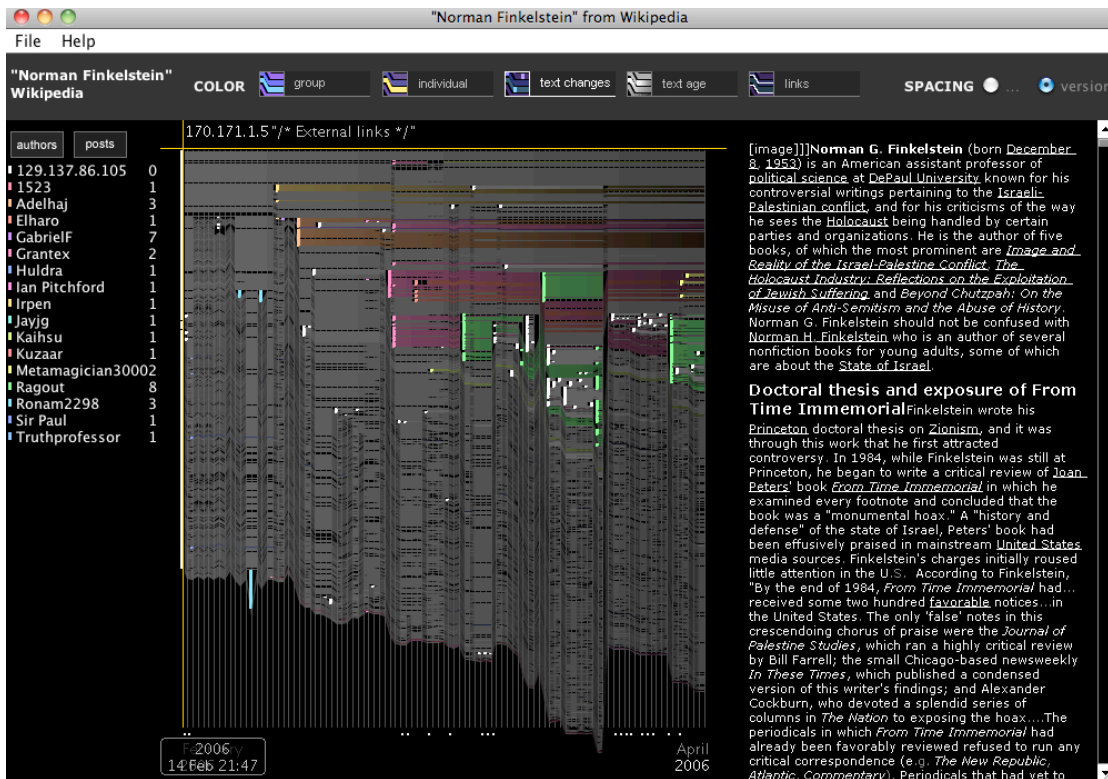 "Norman Finkelstein" from Wikipedia
File Help
"Norman Finkelstein"
Wikipedia
COLOR group individual text changes text age links SPACING ... version
authors posts
170.171.1.5 "/* External links */"
129.137.86.105 0
1523 1
Adelhaj 3
Elharo 1
GabrielF 7
Grantex 2
Huldra 1
Ian Pitchford 1
Irpen 1
Jayjg 1
Kaihsu 1
Kuzaar 1
Metamagician30002
Ragout 8
Ronam2298 3
Sir Paul 1
Truthprofessor 1
2006
14 Feb 21:47
April
2006
[image]]]Norman G. Finkelstein (born December
8, 1953) is an American assistant professor of
political science at DePaul University known for his
controversial writings pertaining to the Israeli-
Palestinian conflict, and for his criticisms of the way
he sees the Holocaust being handled by certain
parties and organizations. He is the author of five
books, of which the most prominent are Image and
Reality of the Israel-Palestine Conflict, The
Holocaust Industry: Reflections on the Exploitation
of Jewish Suffering and Beyond Chutzpah: On the
Misuse of Anti-Semitism and the Abuse of History.
Norman G. Finkelstein should not be confused with
Norman H. Finkelstein who is an author of several
nonfiction books for young adults, some of which
are about the State of Israel.
Doctoral thesis and exposure of From
Time ImmemorialFinkelstein wrote his
Princeton doctoral thesis on Zionism, and it was
through this work that he first attracted
controversy. In 1984, while Finkelstein was still at
Princeton, he began to write a critical review of Joan
Peters' book From Time Immemorial in which he
examined every footnote and concluded that the
book was a "monumental hoax." A "history and
defense" of the state of Israel, Peters' book had
been effusively praised in mainstream United States
media sources. Finkelstein's charges initially roused
little attention in the U.S. According to Finkelstein,
"By the end of 1984, From Time Immemorial had...
received some two hundred favorable notices...in
the United States. The only 'false' notes in this
crescendoing chorus of praise were the Journal of
Palestine Studies, which ran a highly critical review
by Bill Farrell; the small Chicago-based newsweekly
In These Times, which published a condensed
version of this writer's findings; and Alexander
Cockburn, who devoted a splendid series of
columns in The Nation to exposing the hoax....The
periodicals in which From Time Immemorial had
already been favorably reviewed refused to run any
critical correspondence (e.g. The New Republic,
Atlantic, Commentary). Periodicals that had yet to